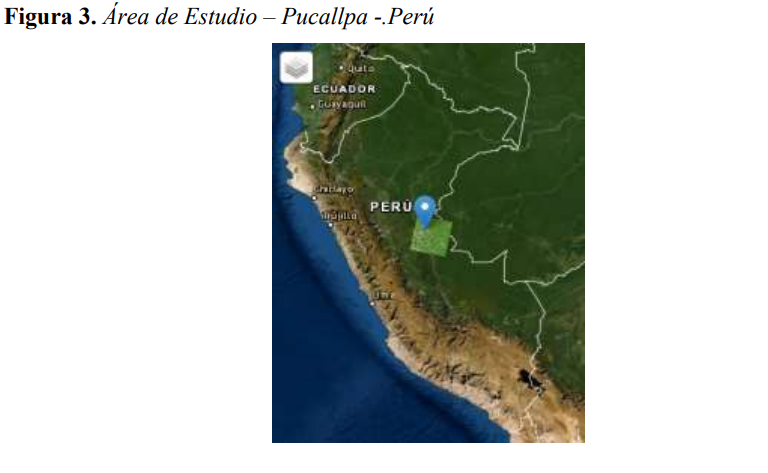 Figura 3. Área de Estudio – Pucallpa -.Perú
Quito
ECUADOR
Guayaquil
Chiclayo
Trujillo
PERÚ
Lima